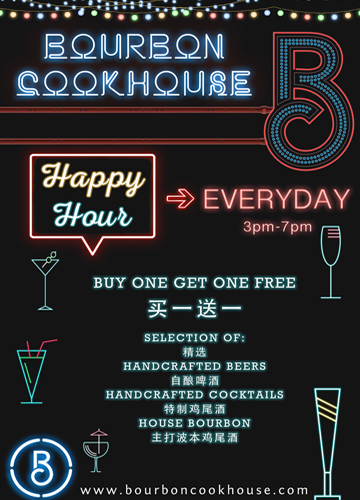 BOURBON
COOKHOUSE
B
Happy
Hour
EVERYDAY
3pm-7pm
BUY ONE GET ONE FREE
买一送一
SELECTION OF:
精选
HANDCRAFTED BEERS
自酿啤酒
HANDCRAFTED COCKTAILS
特制鸡尾酒
HOUSE BOURBON
主打波本鸡尾酒
B
www.bourboncookhouse.com